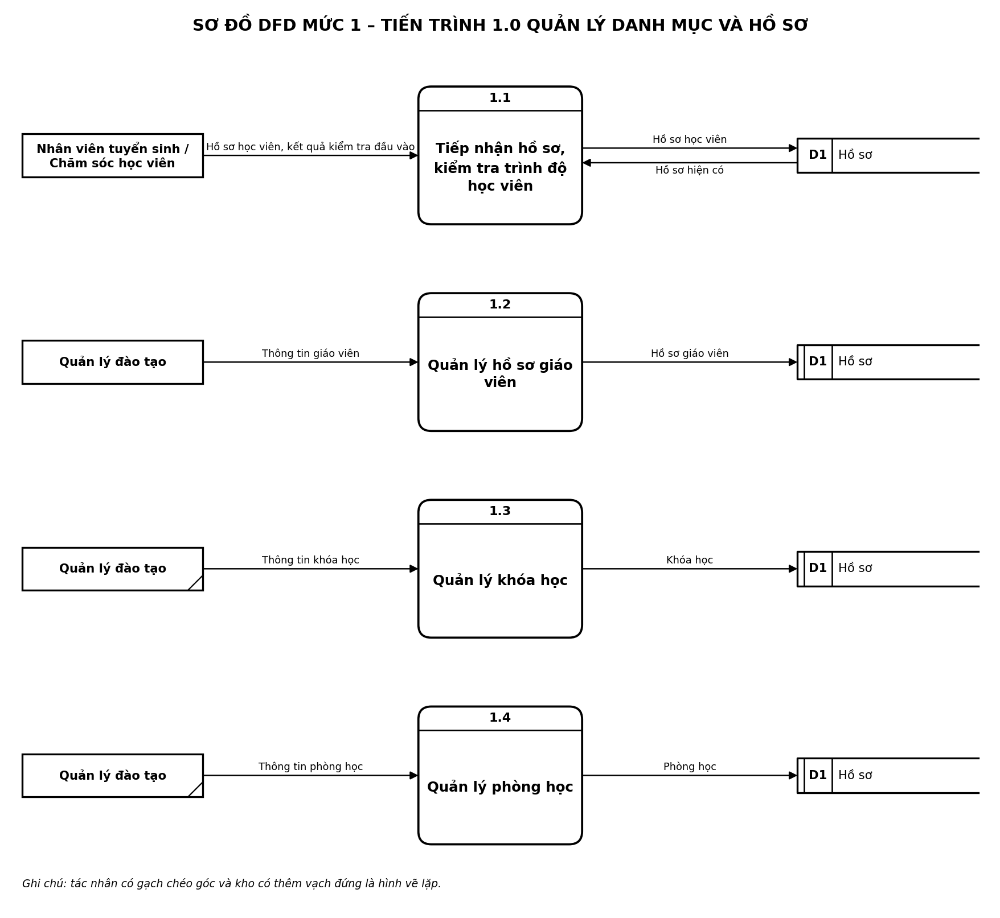 SƠ ĐỒ DFD MỨC 1 – TIẾN TRÌNH 1.0 QUẢN LÝ DANH MỤC VÀ HỒ SƠ
1.1
Nhân viên tuyển sinh /
Chăm sóc học viên
Hồ sơ học viên, kết quả kiểm tra đầu vào
Tiếp nhận hồ sơ,
kiểm tra trình độ
học viên
Hồ sơ học viên
Hồ sơ hiện có
D1 Hồ sơ
1.2
Quản lý đào tạo
Thông tin giáo viên
Quản lý hồ sơ giáo
viên
Hồ sơ giáo viên
D1 Hồ sơ
1.3
Quản lý đào tạo
Thông tin khóa học
Quản lý khóa học
Khóa học
D1 Hồ sơ
1.4
Quản lý đào tạo
Thông tin phòng học
Quản lý phòng học
Phòng học
D1 Hồ sơ
Ghi chú: tác nhân có gạch chéo góc và kho có thêm vạch đứng là hình vẽ lặp.